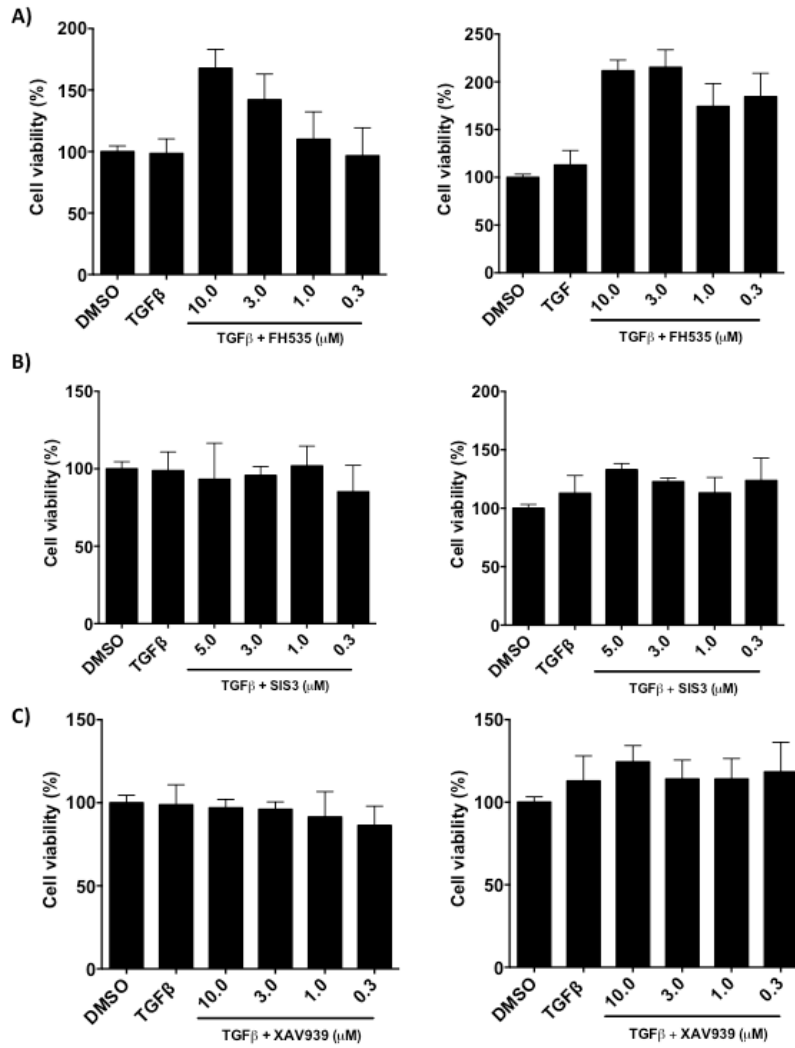 A)
Cell viability (%)
200
150
100
50
0
DMSO
TGFβ
10.0
3.0
1.0
0.3
TGFβ + FH535 (μM)
Cell viability (%)
250
200
150
100
50
0
DMSO
TGF
10.0
3.0
1.0
0.3
TGFβ + FH535 (μM)
B)
Cell viability (%)
150
100
50
0
DMSO
TGFβ
5.0
3.0
1.0
0.3
TGFβ + SIS3 (μM)
Cell viability (%)
200
150
100
50
0
DMSO
TGFβ
5.0
3.0
1.0
0.3
TGFβ + SIS3 (μM)
C)
Cell viability (%)
150
100
50
0
DMSO
TGFβ
10.0
3.0
1.0
0.3
TGFβ + XAV939 (μM)
Cell viability (%)
150
100
50
0
DMSO
TGFβ
10.0
3.0
1.0
0.3
TGFβ + XAV939 (μM)